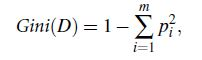 Gini(D) = 1 − ∑_{i=1}^{m} p_i^2,